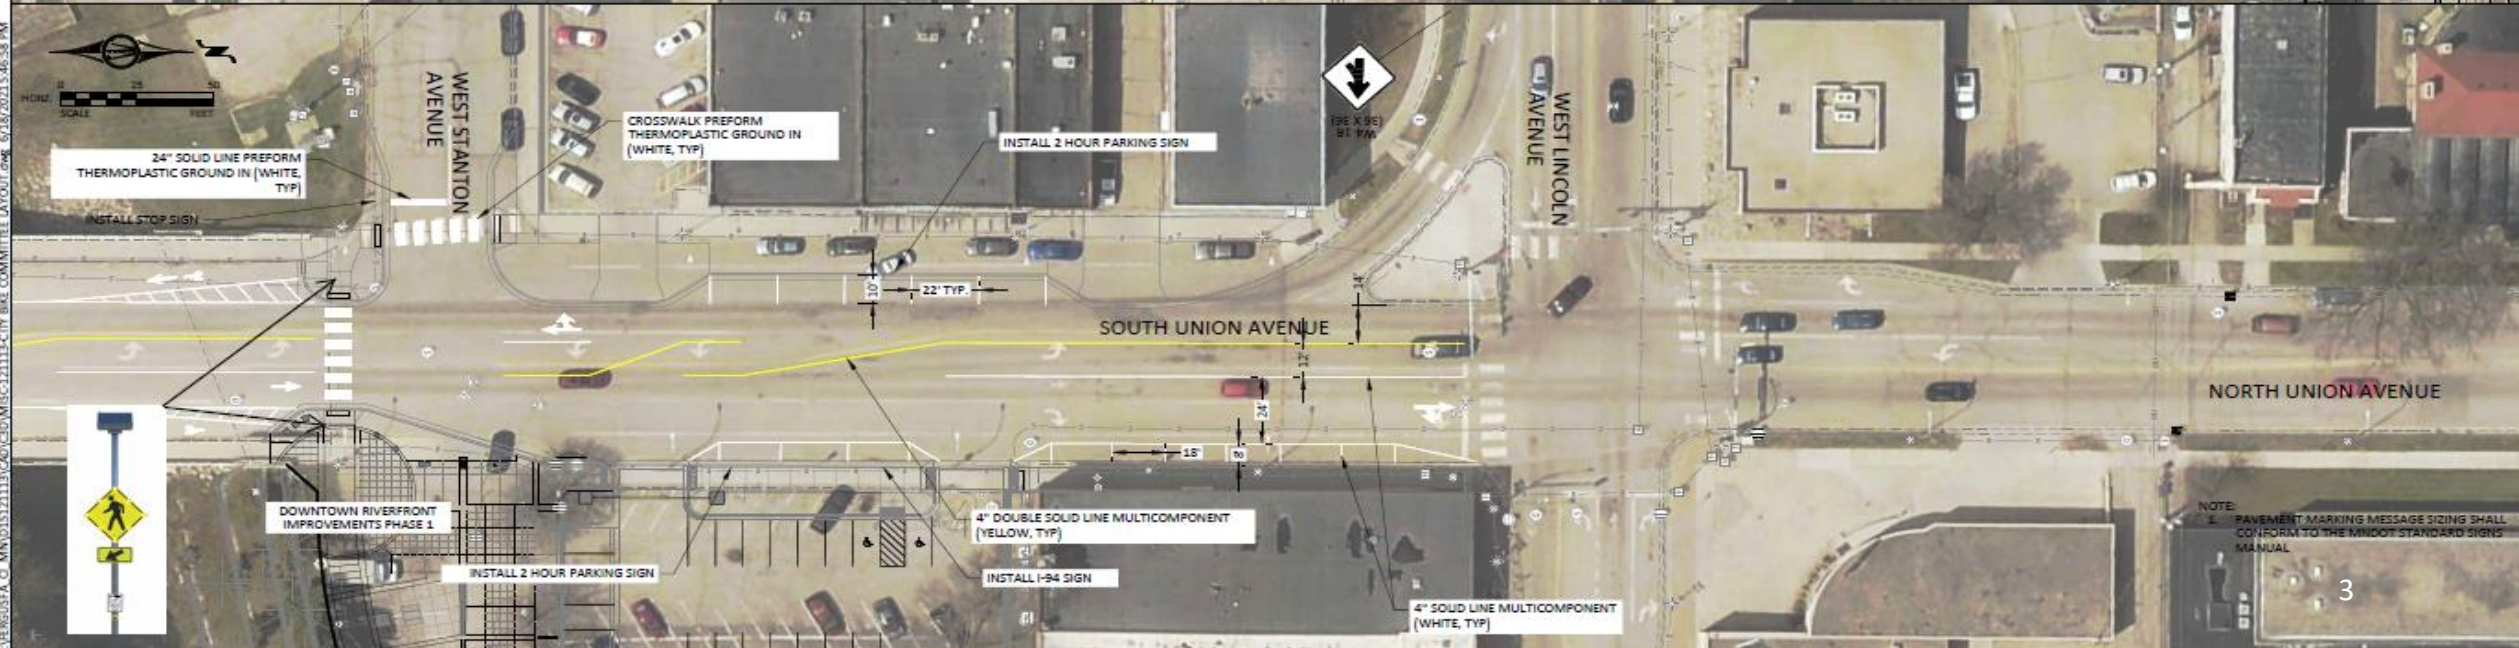 0 25 50
HORIZ.
SCALE FEET
24" SOLID LINE PREFORM
THERMOPLASTIC GROUND IN (WHITE,
TYP)
INSTALL STOP SIGN
WEST STANTON
AVENUE
CROSSWALK PREFORM
THERMOPLASTIC GROUND IN
(WHITE, TYP)
INSTALL 2 HOUR PARKING SIGN
(36 X 36)
WEST LINCOLN
AVENUE
10'
22' TYP.
14'
SOUTH UNION AVENUE
12'
24'
18'
8'
NORTH UNION AVENUE
DOWNTOWN RIVERFRONT
IMPROVEMENTS PHASE 1
INSTALL 2 HOUR PARKING SIGN
4" DOUBLE SOLID LINE MULTICOMPONENT
(YELLOW, TYP)
INSTALL I-94 SIGN
4" SOLID LINE MULTICOMPONENT
(WHITE, TYP)
NOTE:
1. PAVEMENT MARKING MESSAGE SIZING SHALL
CONFORM TO THE MNDOT STANDARD SIGNS
MANUAL
3